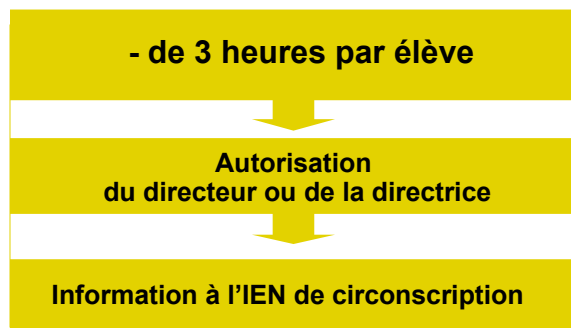 - de 3 heures par élève
Autorisation
du directeur ou de la directrice
Information à l’IEN de circonscription